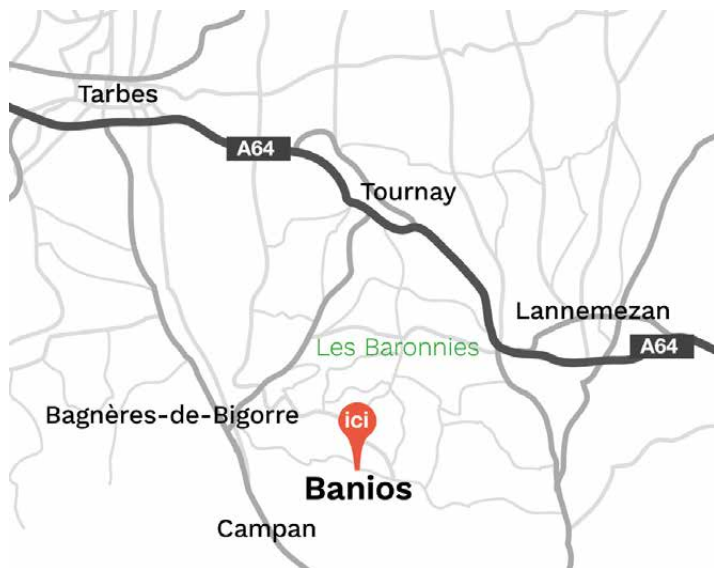 Tarbes
A64
Tournay
Lannemezan
A64
Les Baronnies
Bagnères-de-Bigorre
ici
Banios
Campan